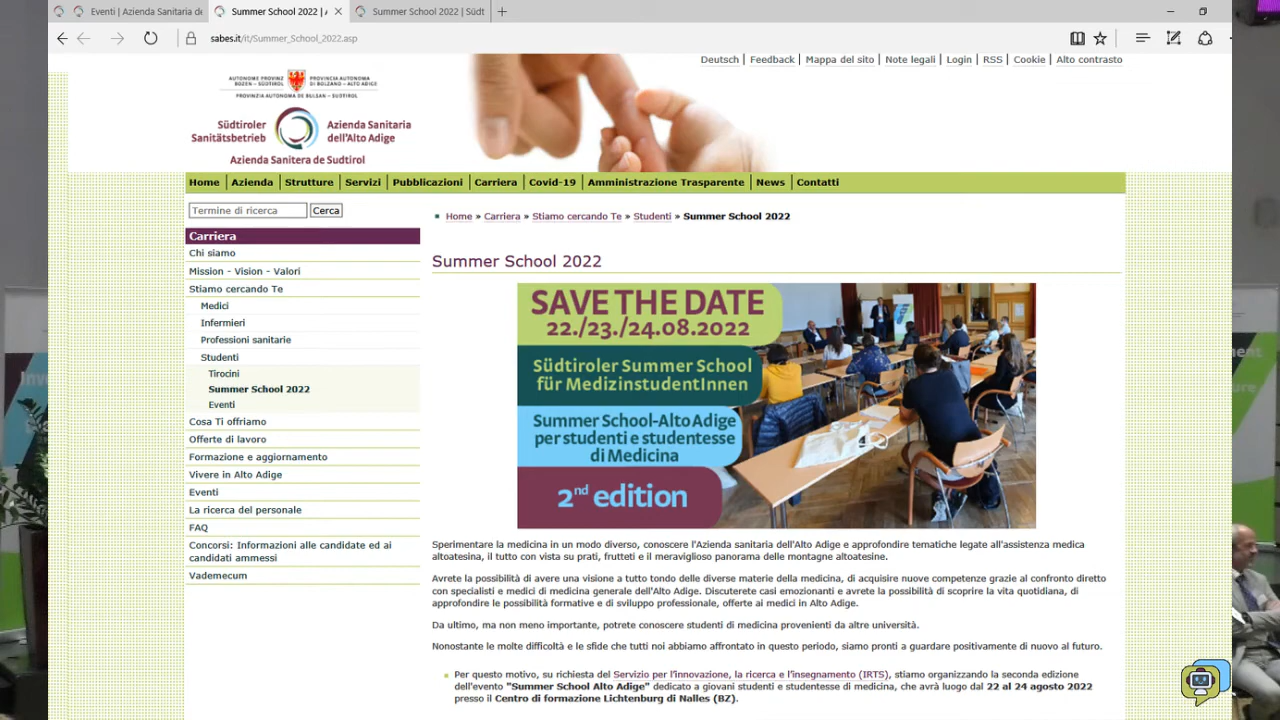 Eventi | Azienda Sanitaria de
Summer School 2022 | A
Summer School 2022 | Südt
sabes.it/it/Summer_School_2022.asp
Deutsch | Feedback | Mappa del sito | Note legali | Login | RSS | Cookie | Alto contrasto
AUTONOME PROVINZ BOZEN - SÜDTIROL
PROVINCIA AUTONOMA DI BOLZANO - ALTO ADIGE
PROVINZIA AUTONOMA DE BULSAN - SÜDTIROL
Südtiroler Sanitätsbetrieb
Azienda Sanitaria dell'Alto Adige
Azienda Sanitera de Sudtirol
Home | Azienda | Strutture | Servizi | Pubblicazioni | Carriera | Covid-19 | Amministrazione Trasparente | News | Contatti
Termine di ricerca Cerca
Home » Carriera » Stiamo cercando Te » Studenti » Summer School 2022
Carriera
Chi siamo
Mission - Vision - Valori
Stiamo cercando Te
Medici
Infermieri
Professioni sanitarie
Studenti
Tirocini
Summer School 2022
Eventi
Cosa Ti offriamo
Offerte di lavoro
Formazione e aggiornamento
Vivere in Alto Adige
Eventi
La ricerca del personale
FAQ
Concorsi: Informazioni alle candidate ed ai
candidati ammessi
Vademecum
Summer School 2022
SAVE THE DATE
22./23./24.08.2022
Südtiroler Summer School
für MedizinstudentInnen
Summer School-Alto Adige
per studenti e studentesse
di Medicina
2nd edition
Sperimentare la medicina in un modo diverso, conoscere l'Azienda sanitaria dell'Alto Adige e approfondire tematiche legate all'assistenza medica
altoatesina, il tutto con vista su prati, frutteti e il meraviglioso panorama delle montagne altoatesine.
Avrete la possibilità di avere una visione a tutto tondo delle diverse materie della medicina, di acquisire nuove competenze grazie al confronto diretto
con specialisti e medici di medicina generale dell'Alto Adige. Discuterete casi emozionanti e avrete la possibilità di scoprire la vita quotidiana, di
approfondire le possibilità formative e di sviluppo professionale, offerte ai medici in Alto Adige.
Da ultimo, ma non meno importante, potrete conoscere studenti di medicina provenienti da altre università.
Nonostante le molte difficoltà e le sfide che tutti noi abbiamo affrontato in questo periodo, siamo pronti a guardare positivamente di nuovo al futuro.
Per questo motivo, su richiesta del Servizio per l'innovazione, la ricerca e l'insegnamento (IRTS), stiamo organizzando la seconda edizione
dell'evento "Summer School Alto Adige" dedicato a giovani studenti e studentesse di medicina, che avrà luogo dal 22 al 24 agosto 2022
presso il Centro di formazione Lichtenburg di Nalles (BZ).